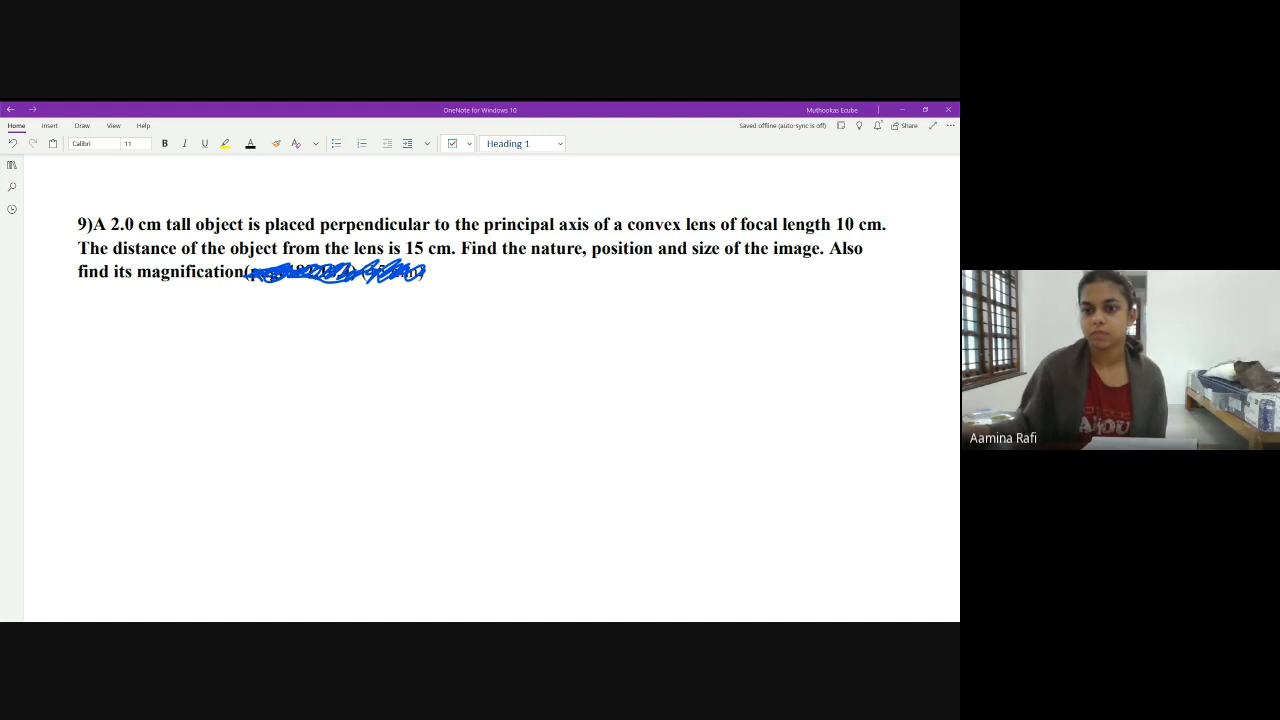 OneNote for Windows 10
Muthookas Ecube
Home Insert Draw View Help
Saved offline (auto-sync is off)
Share
Calibri 11 B I U A Heading 1
9)A 2.0 cm tall object is placed perpendicular to the principal axis of a convex lens of focal length 10 cm.
The distance of the object from the lens is 15 cm. Find the nature, position and size of the image. Also
find its magnification
Aamina Rafi